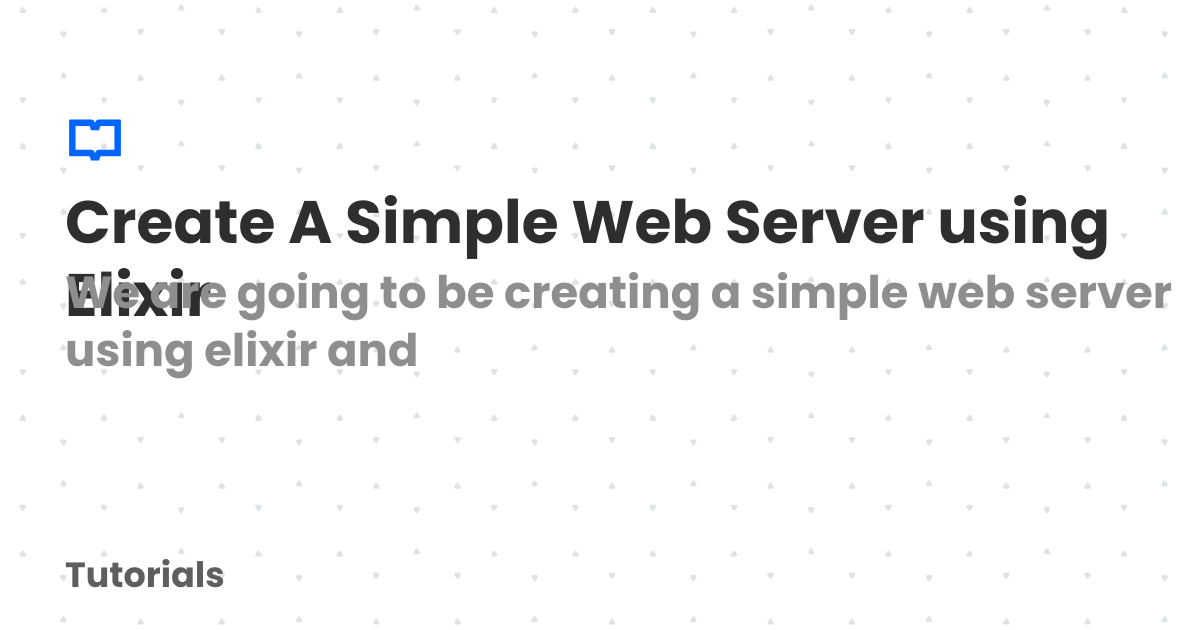 Create A Simple Web Server using
Elixir
We are going to be creating a simple web server
using elixir and
Tutorials